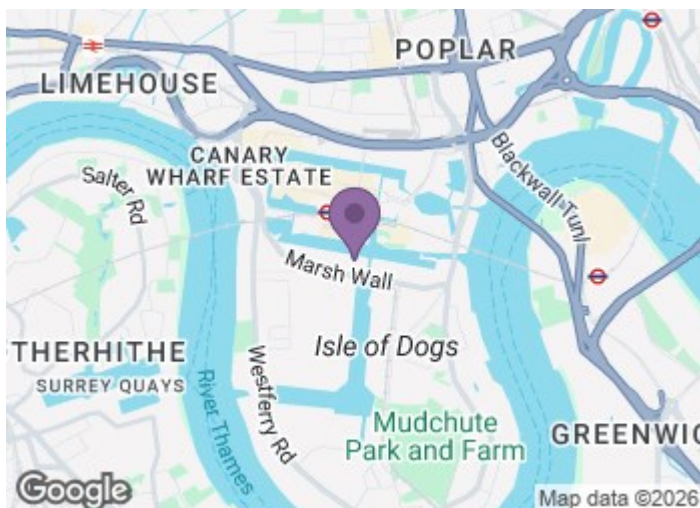 POPLAR
LIMEHOUSE
CANARY
WHARF ESTATE
Blackwall Tunl
Salter Rd
Marsh Wall
Isle of Dogs
THERHITHE
SURREY QUAYS
River Thames
Westferry Rd
Mudchute
Park and Farm
GREENWIC
Google
Map data ©2026